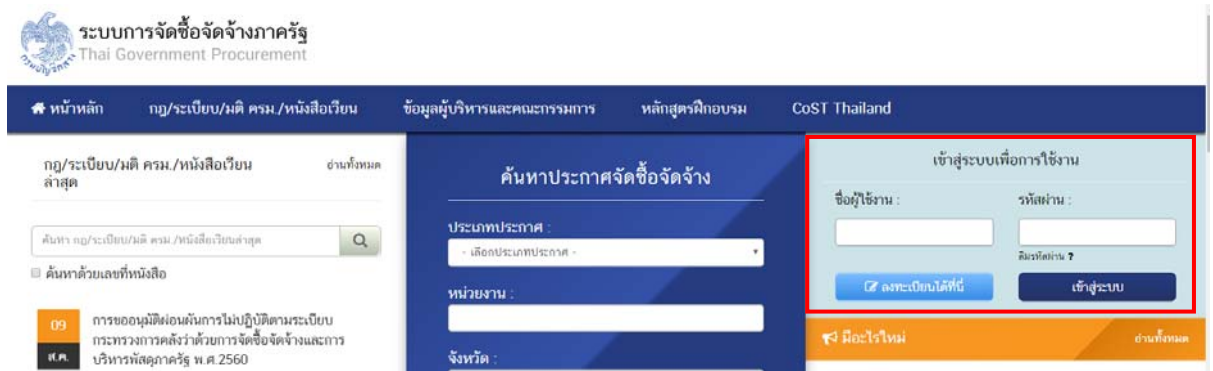 ระบบการจัดซื้อจัดจ้างภาครัฐ
Thai Government Procurement
หน้าหลัก กฎ/ระเบียบ/มติ ครม./หนังสือเวียน ข้อมูลผู้บริหารและคณะกรรมการ หลักสูตรฝึกอบรม CoST Thailand
กฎ/ระเบียบ/มติ ครม./หนังสือเวียน อ่านทั้งหมด
ล่าสุด
ค้นหา กฎ/ระเบียบ/มติ ครม./หนังสือเวียนล่าสุด
ค้นหาด้วยเลขที่หนังสือ
09
ส.ค.
การขออนุมัติผ่อนผันการไม่ปฏิบัติตามระเบียบ
กระทรวงการคลังว่าด้วยการจัดซื้อจัดจ้างและการ
บริหารพัสดุภาครัฐ พ.ศ.2560
ค้นหาประกาศจัดซื้อจัดจ้าง
ประเภทประกาศ :
- เลือกประเภทประกาศ -
หน่วยงาน :
จังหวัด :
เข้าสู่ระบบเพื่อการใช้งาน
ชื่อผู้ใช้งาน : รหัสผ่าน :
ลืมรหัสผ่าน ?
ลงทะเบียนได้ที่นี่ เข้าสู่ระบบ
มีอะไรใหม่ อ่านทั้งหมด